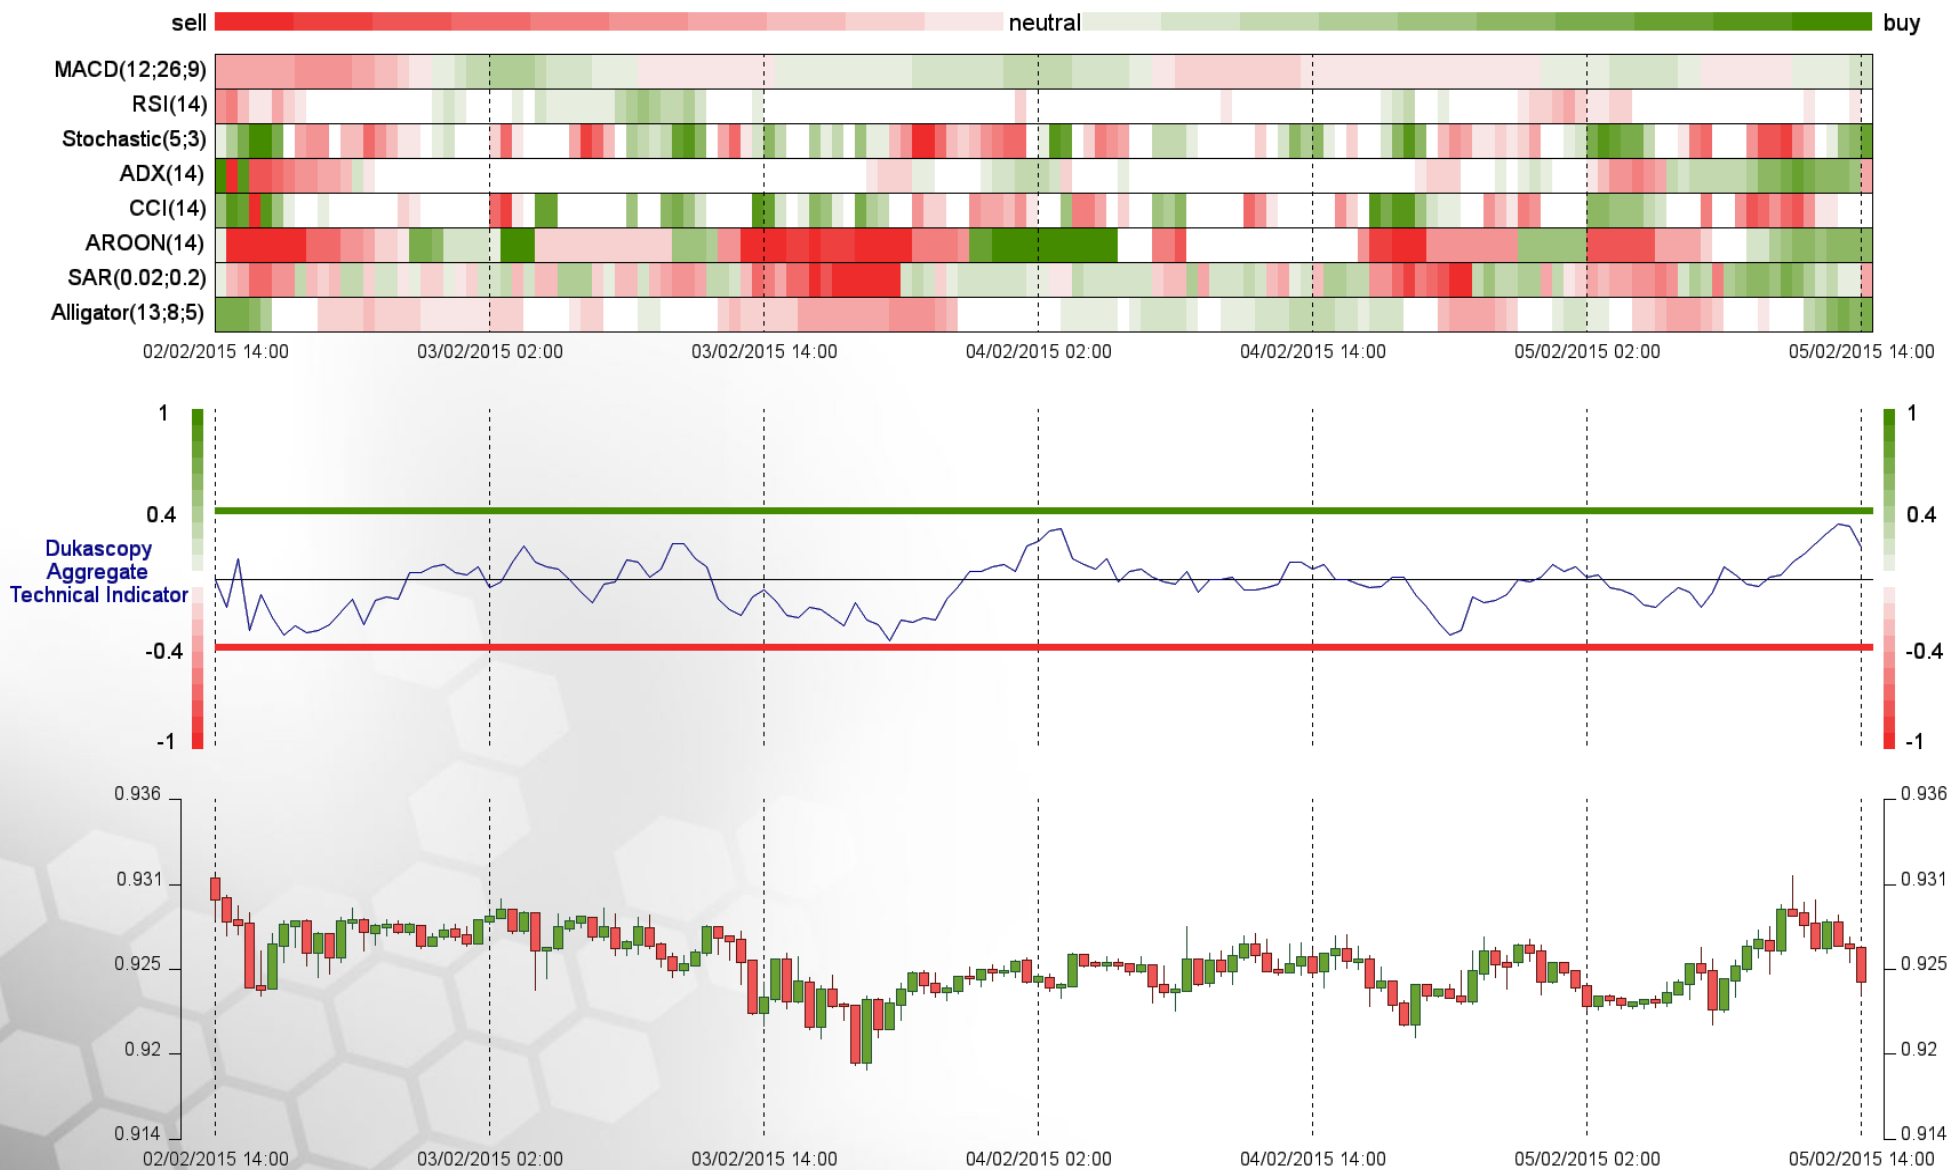 sell neutral buy
MACD(12;26;9)
RSI(14)
Stochastic(5;3)
ADX(14)
CCI(14)
AROON(14)
SAR(0.02;0.2)
Alligator(13;8;5)
02/02/2015 14:00 03/02/2015 02:00 03/02/2015 14:00 04/02/2015 02:00 04/02/2015 14:00 05/02/2015 02:00 05/02/2015 14:00
1 1
0.4 0.4
Dukascopy
Aggregate
Technical Indicator
-0.4 -0.4
-1 -1
0.936 0.936
0.931 0.931
0.925 0.925
0.92 0.92
0.914 0.914
02/02/2015 14:00 03/02/2015 02:00 03/02/2015 14:00 04/02/2015 02:00 04/02/2015 14:00 05/02/2015 02:00 05/02/2015 14:00